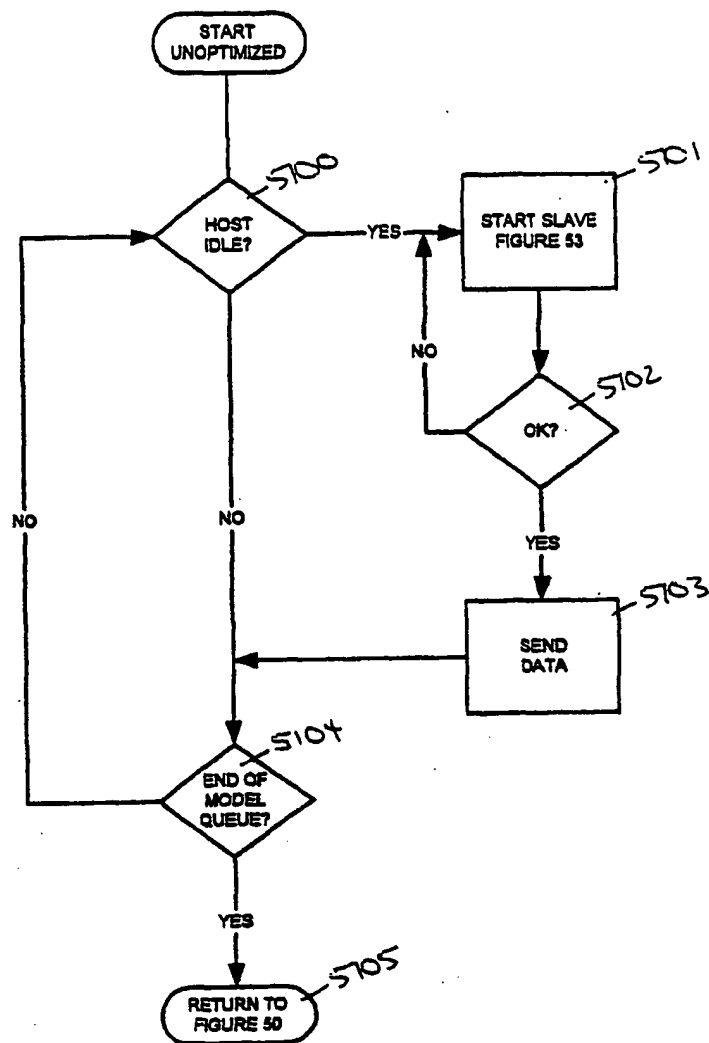 START
UNOPTIMIZED
5700
HOST
IDLE?
YES
5701
START SLAVE
FIGURE 53
NO
5702
OK?
NO
NO
YES
5703
SEND
DATA
5704
END OF
MODEL
QUEUE?
YES
5705
RETURN TO
FIGURE 50